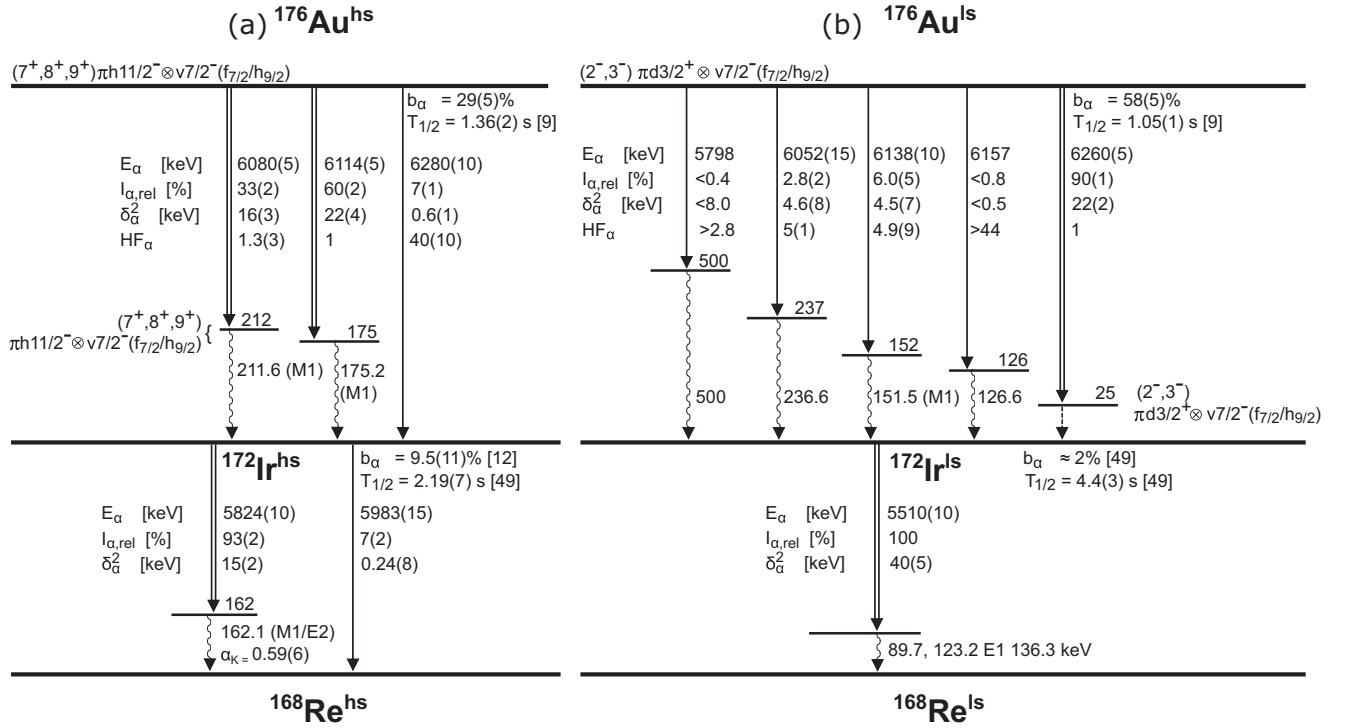 (a) ¹⁷⁶Auʰˢ
(7⁺,8⁺,9⁺)πh11/2⁻⊗ν7/2⁻(f₇/₂/h₉/₂)
bα = 29(5)%
T₁/₂ = 1.36(2) s [9]
Eα [keV] 6080(5) 6114(5) 6280(10)
Iα,rel [%] 33(2) 60(2) 7(1)
δ²α [keV] 16(3) 22(4) 0.6(1)
HFα 1.3(3) 1 40(10)
(7⁺,8⁺,9⁺) { 212 175
πh11/2⁻⊗ν7/2⁻(f₇/₂/h₉/₂)
211.6 (M1) 175.2
(M1)
¹⁷²Irʰˢ
bα = 9.5(11)% [12]
T₁/₂ = 2.19(7) s [49]
Eα [keV] 5824(10) 5983(15)
Iα,rel [%] 93(2) 7(2)
δ²α [keV] 15(2) 0.24(8)
162
162.1 (M1/E2)
αK = 0.59(6)
¹⁶⁸Reʰˢ
(b) ¹⁷⁶Auˡˢ
(2⁻,3⁻) πd3/2⁺⊗ν7/2⁻(f₇/₂/h₉/₂)
bα = 58(5)%
T₁/₂ = 1.05(1) s [9]
Eα [keV] 5798 6052(15) 6138(10) 6157 6260(5)
Iα,rel [%] <0.4 2.8(2) 6.0(5) <0.8 90(1)
δ²α [keV] <8.0 4.6(8) 4.5(7) <0.5 22(2)
HFα >2.8 5(1) 4.9(9) >44 1
500
237
152
126
25 (2⁻,3⁻)
πd3/2⁺⊗ν7/2⁻(f₇/₂/h₉/₂)
500 236.6 151.5 (M1) 126.6
¹⁷²Irˡˢ
bα ≈ 2% [49]
T₁/₂ = 4.4(3) s [49]
Eα [keV] 5510(10)
Iα,rel [%] 100
δ²α [keV] 40(5)
89.7, 123.2 E1 136.3 keV
¹⁶⁸Reˡˢ